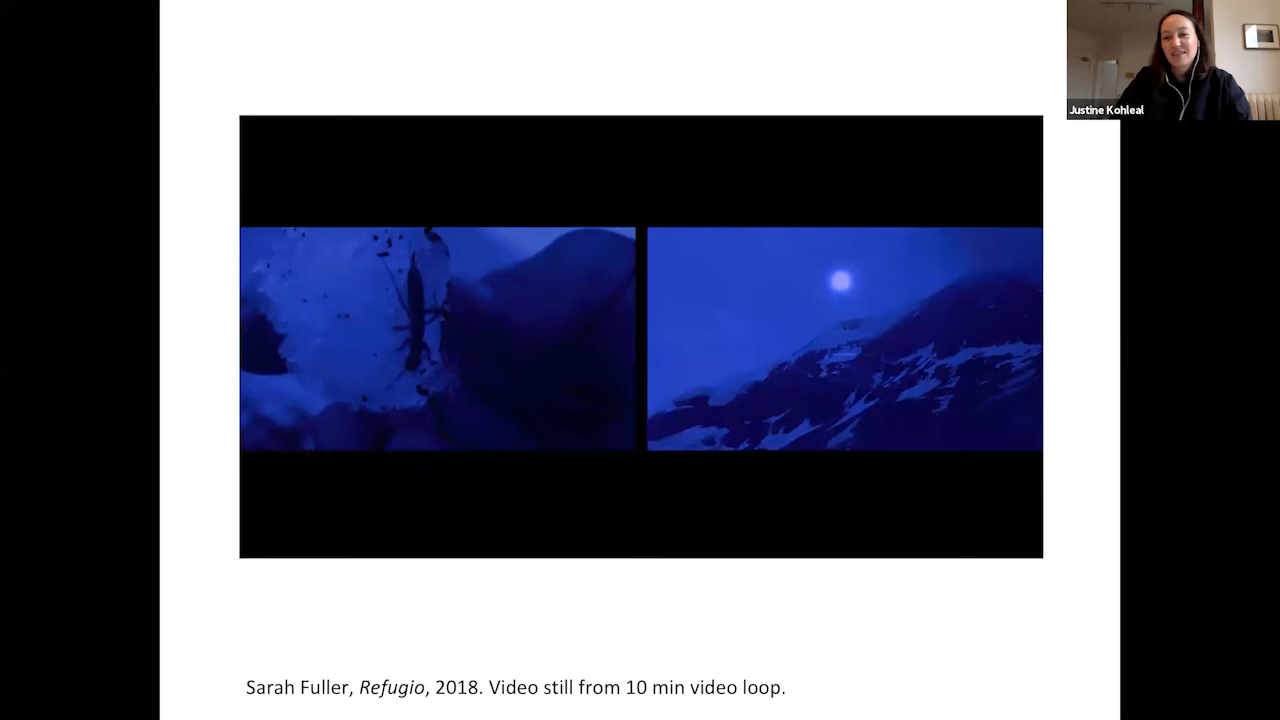 Justine Kohleal
Sarah Fuller, Refugio, 2018. Video still from 10 min video loop.